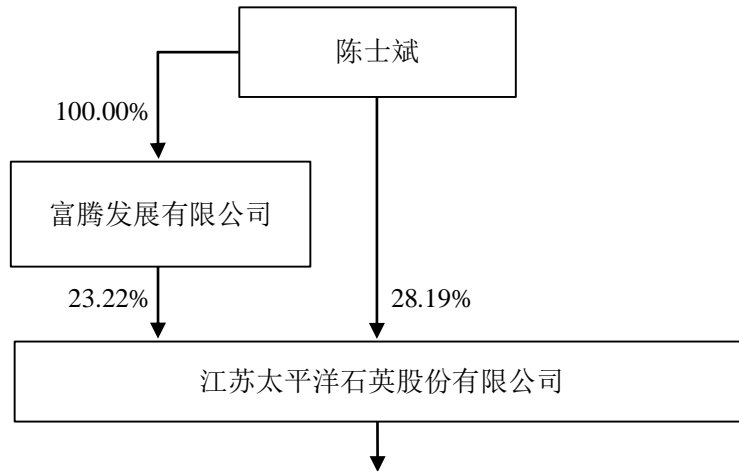 陈士斌
100.00%
富腾发展有限公司
23.22%
28.19%
江苏太平洋石英股份有限公司